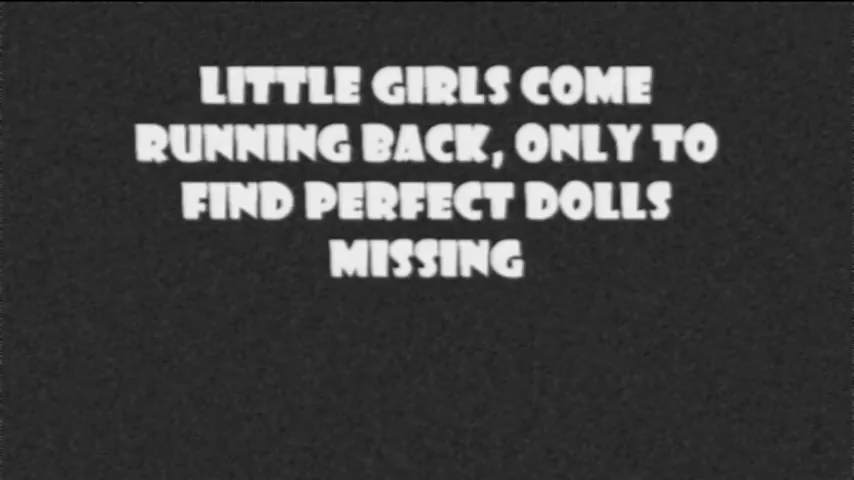 LITTLE GIRLS COME
RUNNING BACK, ONLY TO
FIND PERFECT DOLLS
MISSING